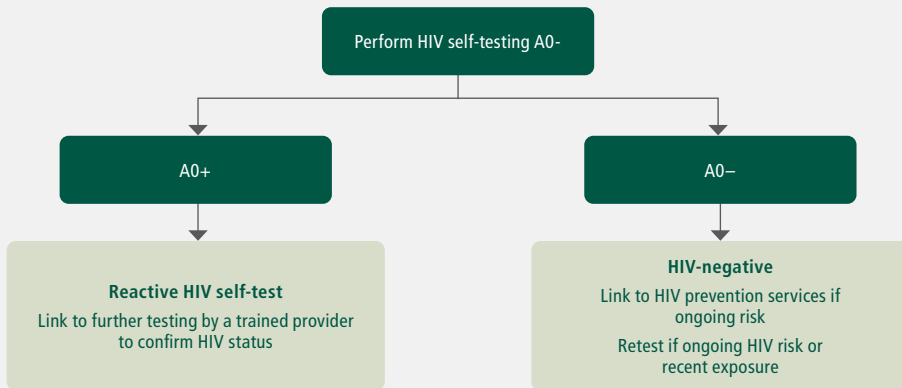 Perform HIV self-testing A0-
A0+
A0–
Reactive HIV self-test
Link to further testing by a trained provider
to confirm HIV status
HIV-negative
Link to HIV prevention services if
ongoing risk
Retest if ongoing HIV risk or
recent exposure